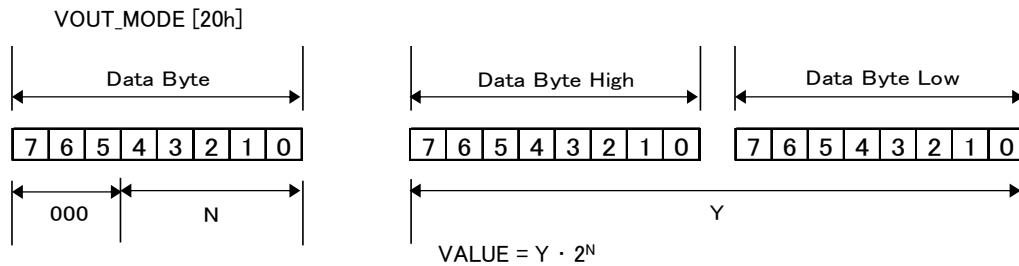 VOUT_MODE [20h]
Data Byte
Data Byte High
Data Byte Low
7 6 5 4 3 2 1 0
7 6 5 4 3 2 1 0
7 6 5 4 3 2 1 0
000
N
Y
VALUE = Y · 2ᴺ